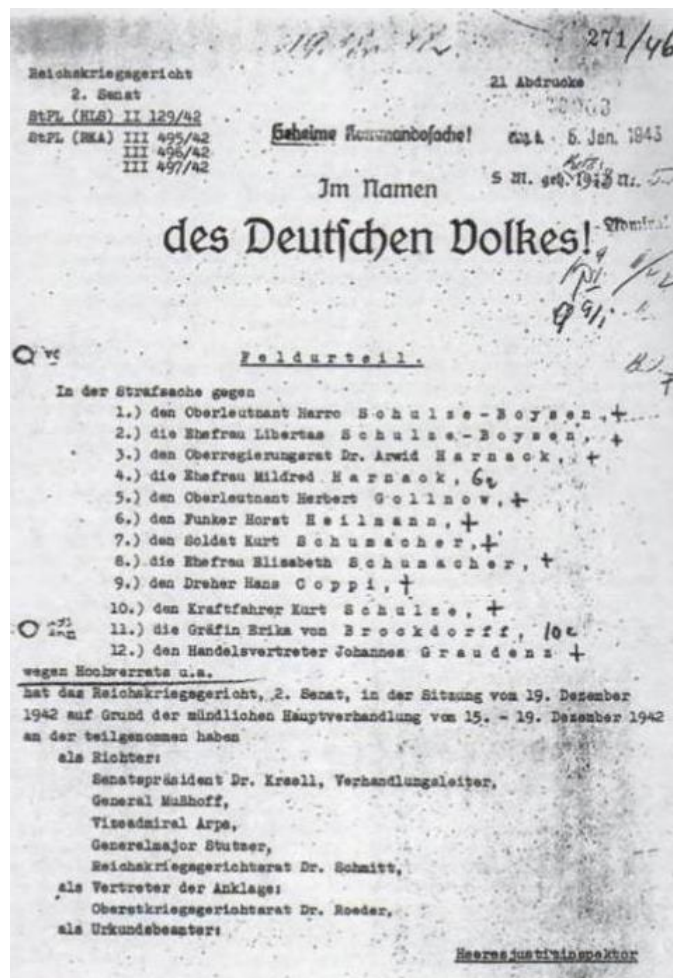 19. 12. 42
271/46
Reichskriegsgericht
2. Senat
StPL (HLS) II 129/42
StPL (RKA) III 495/42
III 496/42
III 497/42
21 Abdrucke
Geheime Kommandosache!
5. Jan. 1943
Im Namen
des Deutſchen Volkes!
Feldurteil.
In der Strafsache gegen
1.) den Oberleutnant Harro Schulze-Boysen, +
2.) die Ehefrau Libertas Schulze-Boysen, +
3.) den Oberregierungsrat Dr. Arwid Harnack, +
4.) die Ehefrau Mildred Harnack,
5.) den Oberleutnant Herbert Gollnow, +
6.) den Funker Horst Heilmann, +
7.) den Soldat Kurt Schumacher, +
8.) die Ehefrau Elisabeth Schumacher, +
9.) den Dreher Hans Coppi, +
10.) den Kraftfahrer Kurt Schulze, +
11.) die Gräfin Erika von Brockdorff,
12.) den Handelsvertreter Johannes Graudenz +
wegen Hochverrats u.a.
hat das Reichskriegsgericht, 2. Senat, in der Sitzung vom 19. Dezember
1942 auf Grund der mündlichen Hauptverhandlung vom 15. - 19. Dezember 1942
an der teilgenommen haben
als Richter:
Senatspräsident Dr. Kraell, Verhandlungsleiter,
General Mußhoff,
Vizeadmiral Arps,
Generalmajor Stutzer,
Reichskriegsgerichtsrat Dr. Schmitt,
als Vertreter der Anklage:
Oberstkriegsgerichtsrat Dr. Roeder,
als Urkundsbeamter:
Heeresjustizinspektor